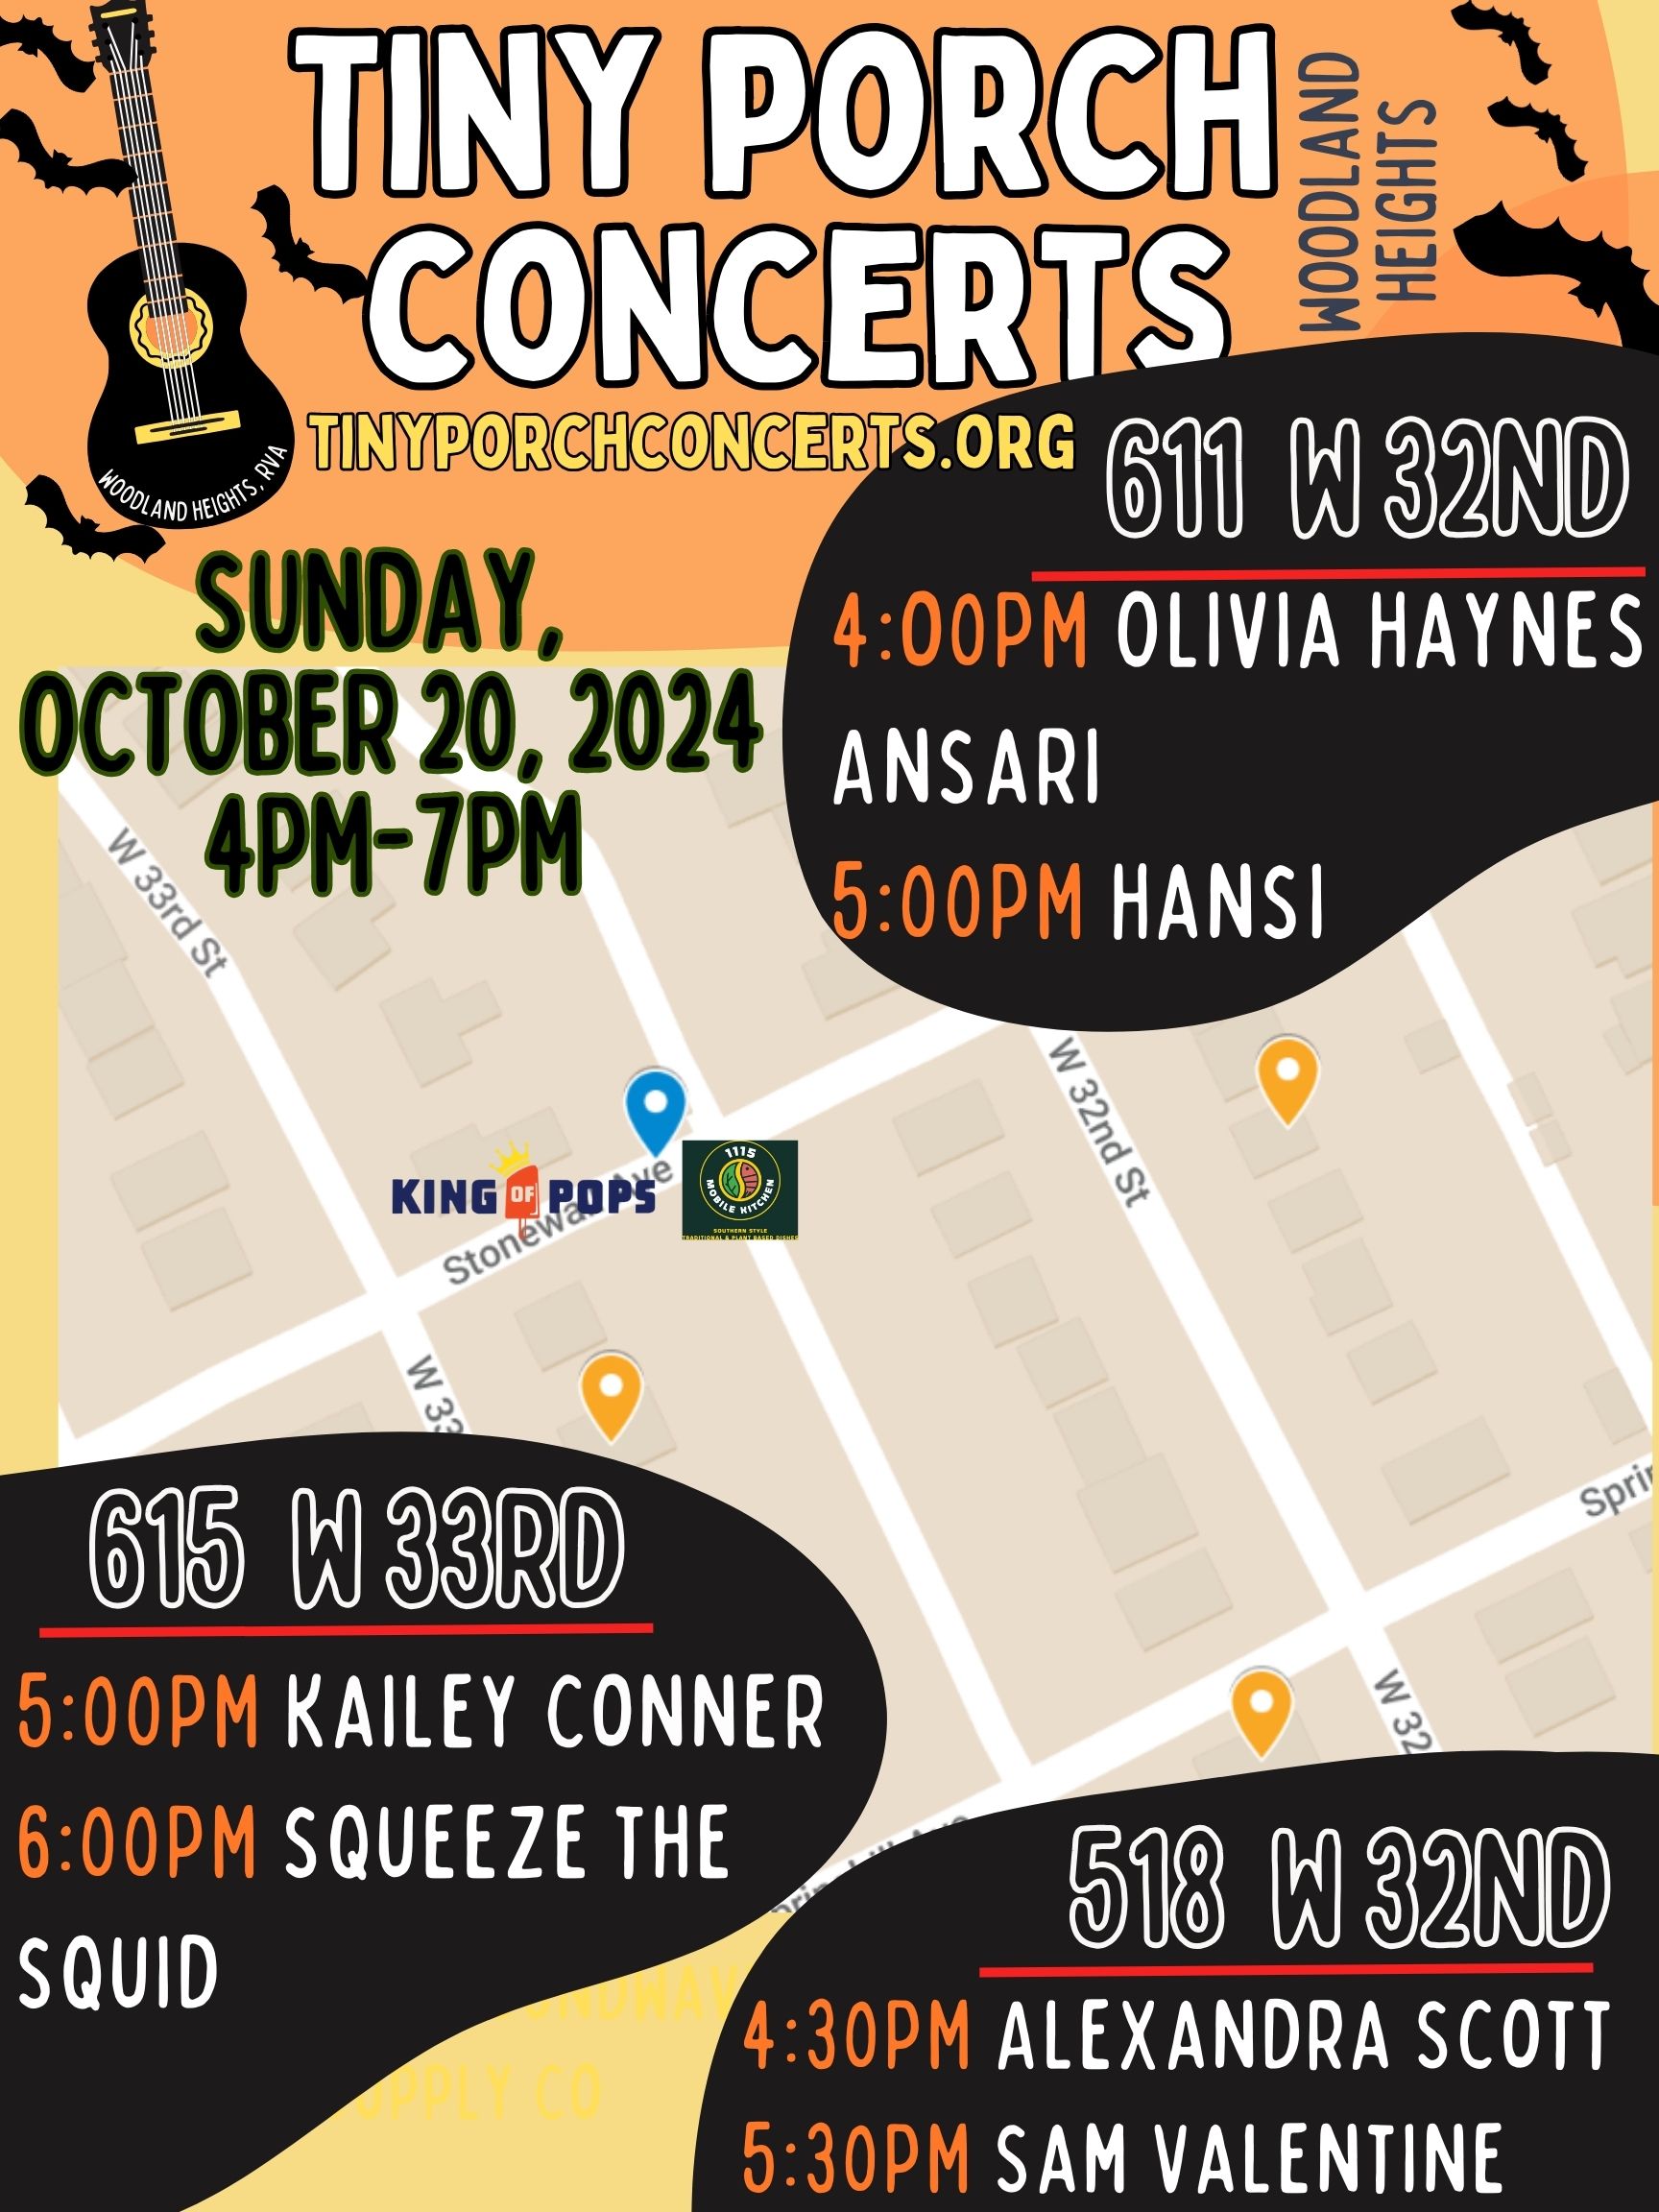 TINY PORCH
CONCERTS
WOODLAND
HEIGHTS
TINYPORCHCONCERTS.ORG
WOODLAND HEIGHTS, RVA
SUNDAY,
OCTOBER 20, 2024
4PM-7PM
611 W 32ND
4:00PM OLIVIA HAYNES
ANSARI
5:00PM HANSI
W 33rd St
W 32nd St
KING OF POPS
1115
MOBILE KITCHEN
SOUTHERN STYLE
TRADITIONAL & PLANT BASED DISHES
W 33
615 W 33RD
5:00PM KAILEY CONNER
6:00PM SQUEEZE THE
SQUID
W 32
518 W 32ND
4:30PM ALEXANDRA SCOTT
5:30PM SAM VALENTINE
CO